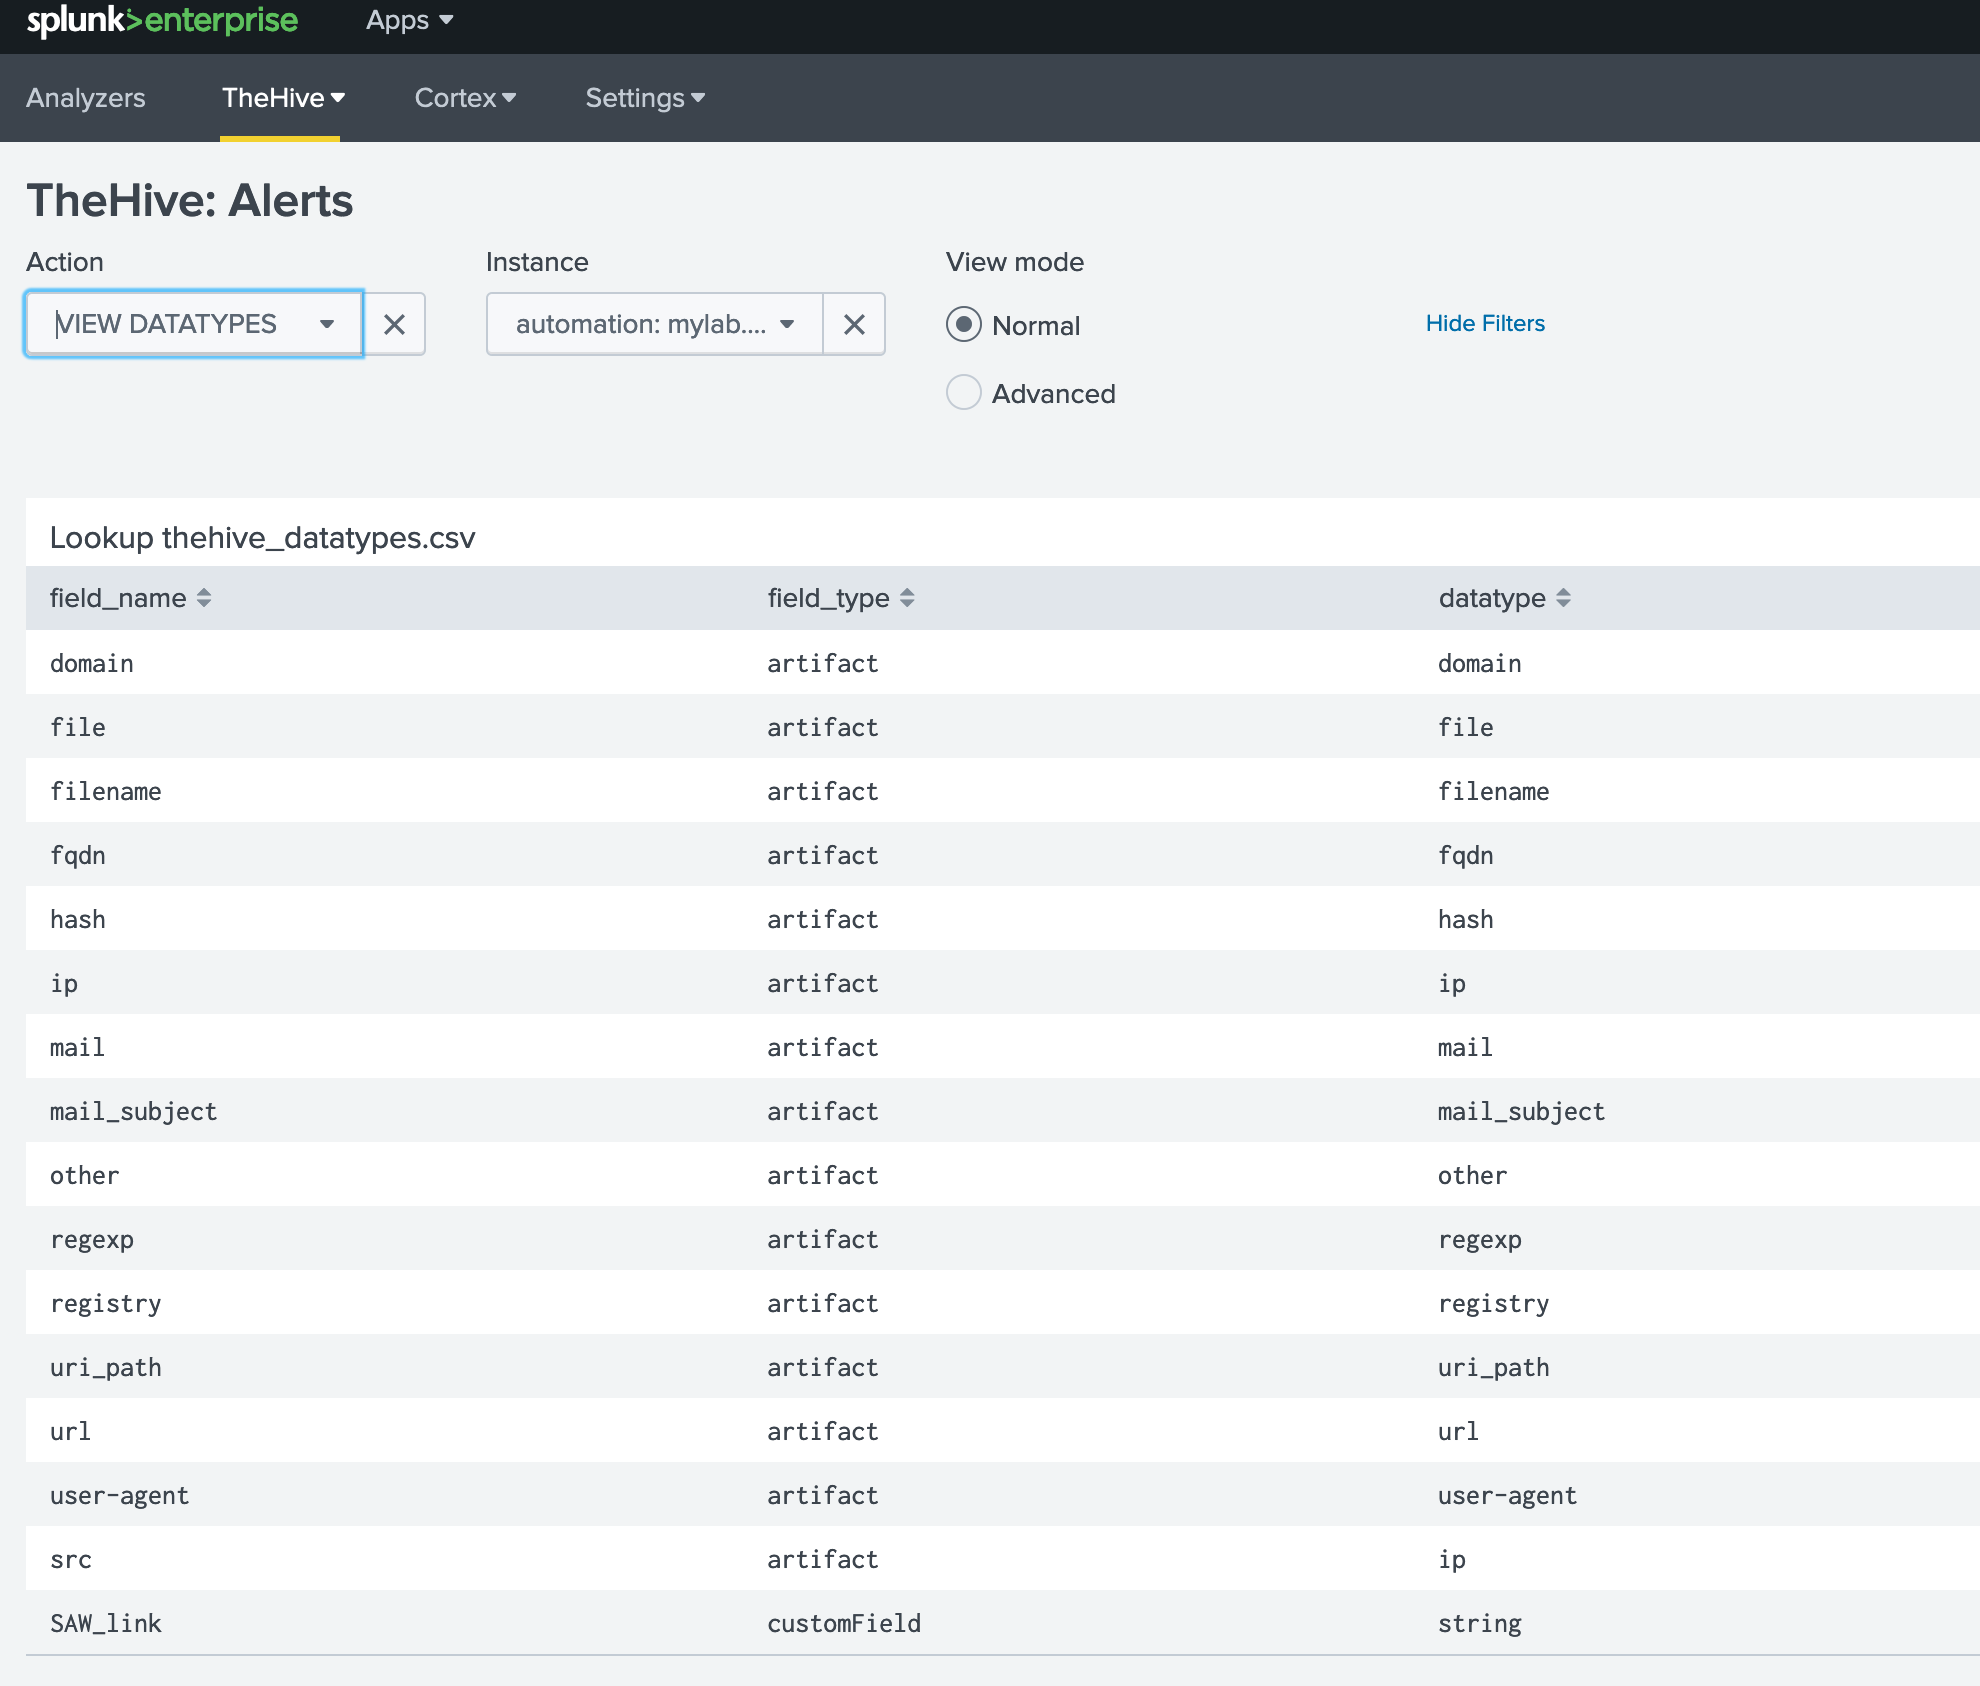 splunk>enterprise Apps
Analyzers TheHive Cortex Settings
TheHive: Alerts
Action Instance View mode
VIEW DATATYPES automation: mylab.... Normal Hide Filters
Advanced
Lookup thehive_datatypes.csv
field_name field_type datatype
domain artifact domain
file artifact file
filename artifact filename
fqdn artifact fqdn
hash artifact hash
ip artifact ip
mail artifact mail
mail_subject artifact mail_subject
other artifact other
regexp artifact regexp
registry artifact registry
uri_path artifact uri_path
url artifact url
user-agent artifact user-agent
src artifact ip
SAW_link customField string